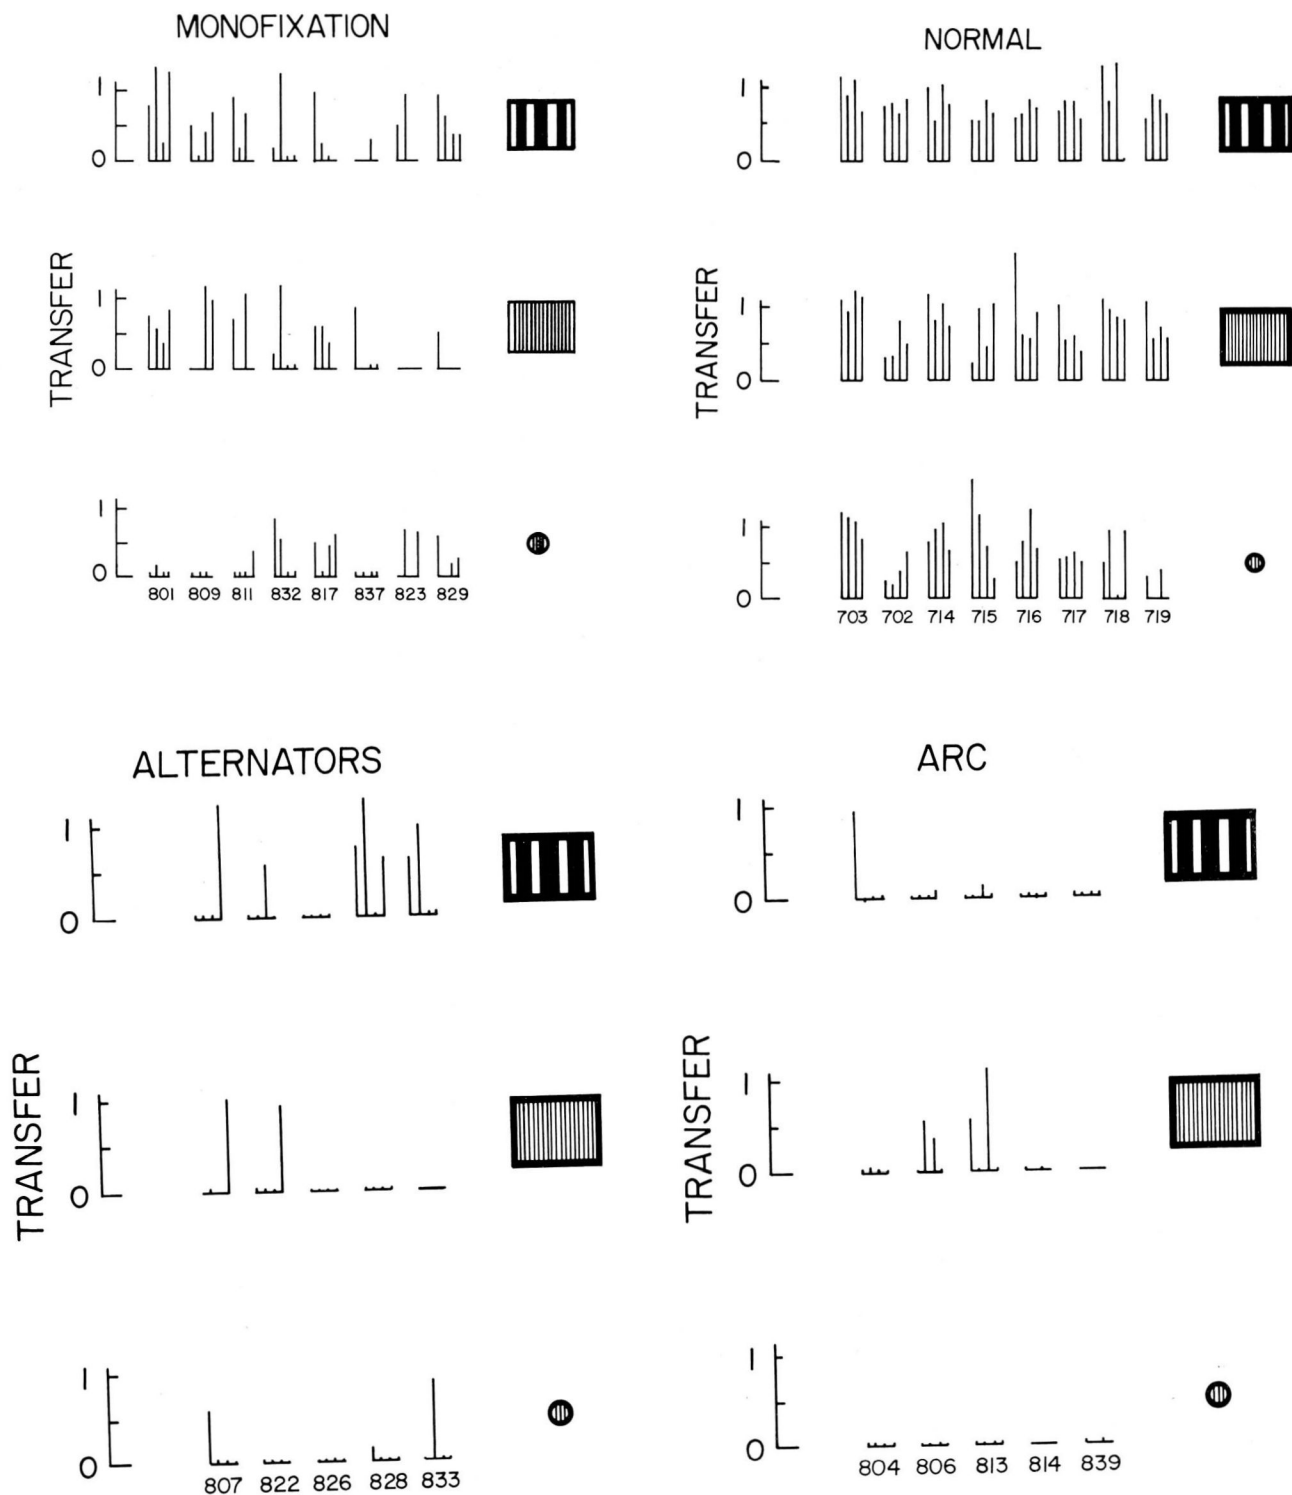 MONOFIXATION
1
0
TRANSFER
1
0
1
0
801 809 811 832 817 837 823 829
NORMAL
1
0
TRANSFER
1
0
1
0
703 702 714 715 716 717 718 719
ALTERNATORS
1
0
TRANSFER
1
0
1
0
807 822 826 828 833
ARC
1
0
TRANSFER
1
0
1
0
804 806 813 814 839